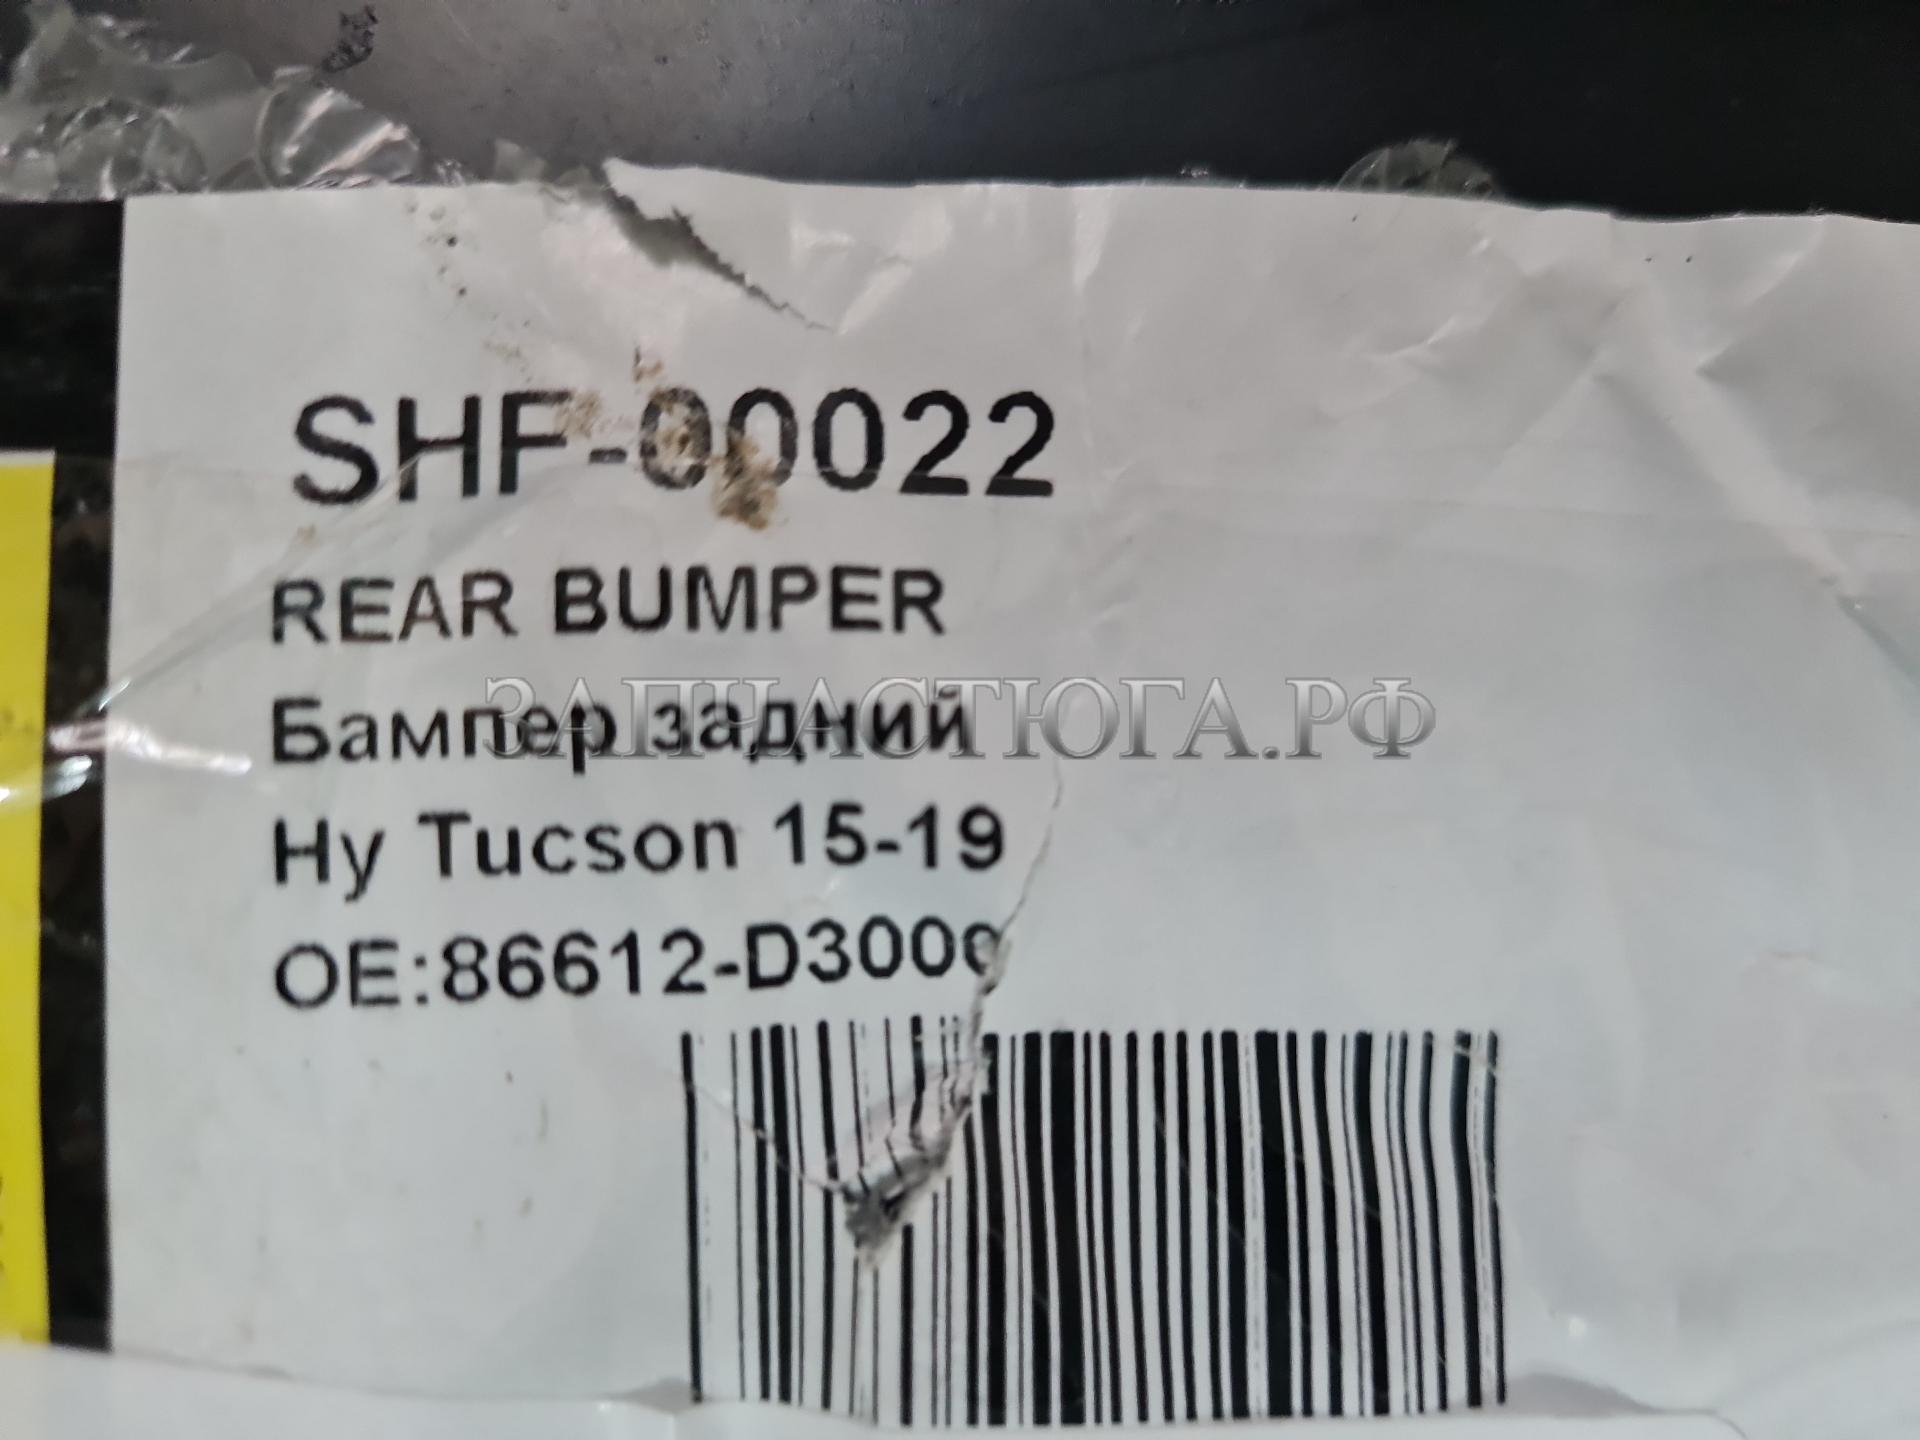 SHF-00022
REAR BUMPER
Бампер задний
ЗАПЧАСТЮГА.РФ
Hy Tucson 15-19
OE:86612-D3000